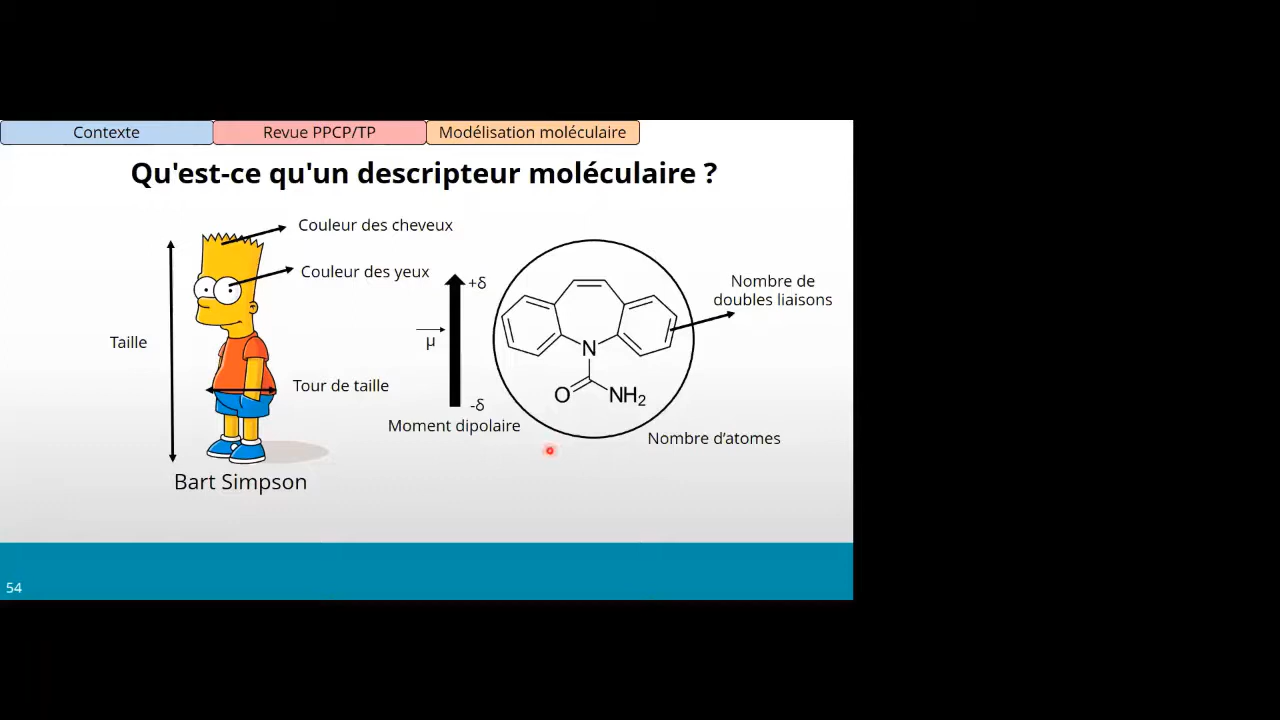 Contexte
Revue PPCP/TP
Modélisation moléculaire
Qu'est-ce qu'un descripteur moléculaire ?
Couleur des cheveux
Couleur des yeux
Taille
Tour de taille
Bart Simpson
+δ
μ
-δ
Moment dipolaire
N
O
NH2
Nombre de
doubles liaisons
Nombre d’atomes
54